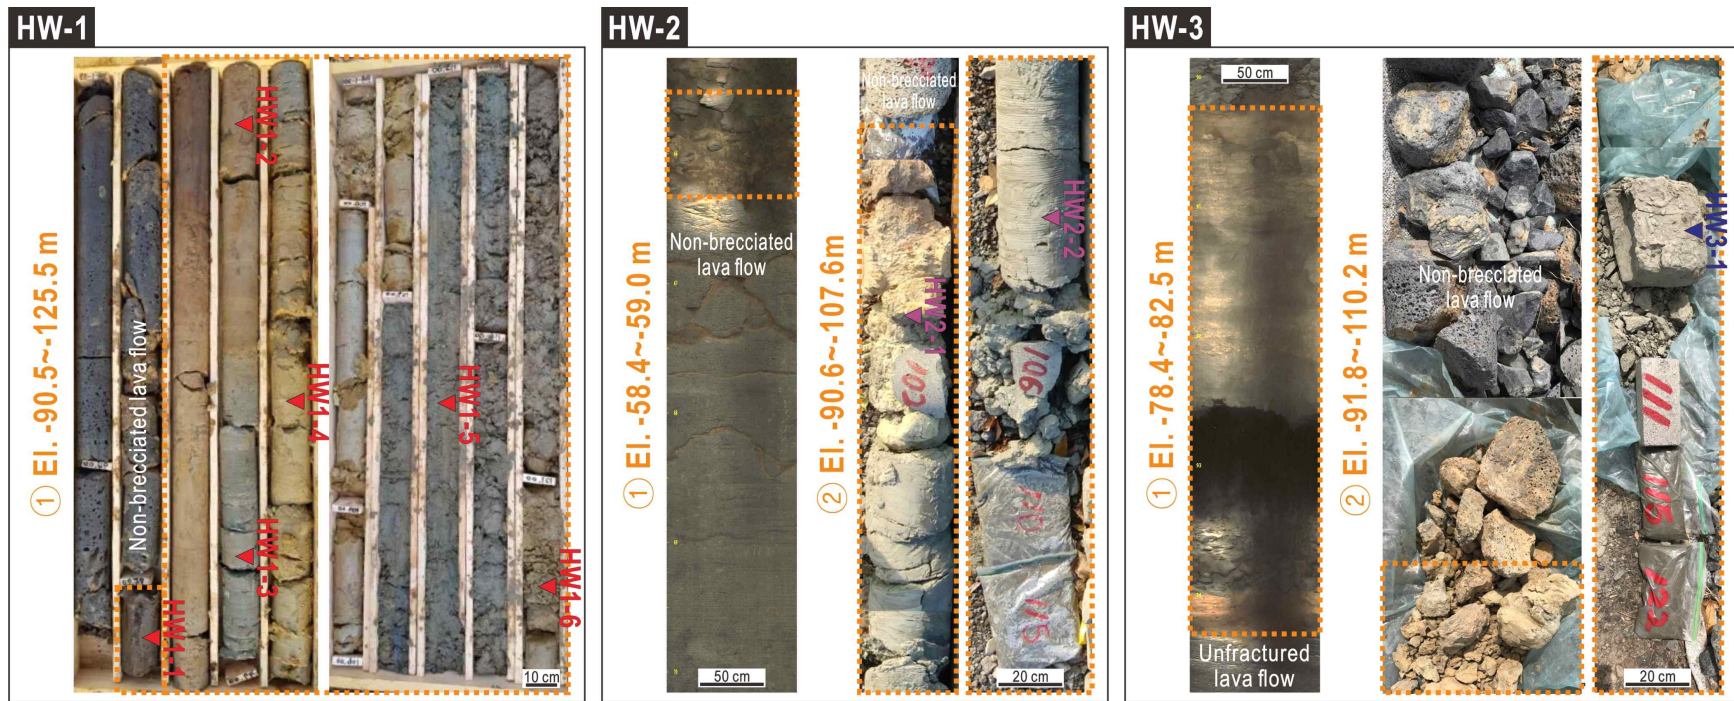 HW-1
① El. -90.5~-125.5 m
Non-brecciated lava flow
HW1-1
HW1-2
HW1-3
HW1-4
HW1-5
HW1-6
10 cm
HW-2
① El. -58.4~-59.0 m
Non-brecciated
lava flow
50 cm
② El. -90.6~-107.6m
Non-brecciated
lava flow
HW2-1
103
HW2-2
106
110
115
20 cm
HW-3
① El. -78.4~-82.5 m
50 cm
Unfractured
lava flow
② El. -91.8~-110.2 m
Non-brecciated
lava flow
HW3-1
111
115
122
20 cm